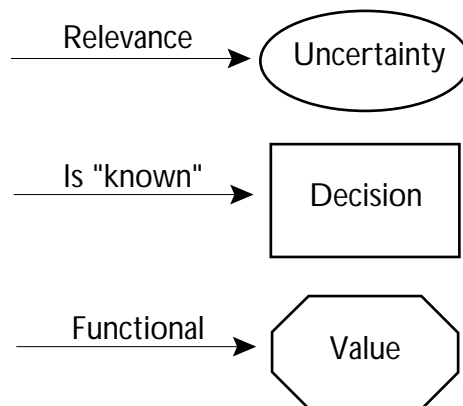 Relevance
Uncertainty
Is "known"
Decision
Functional
Value